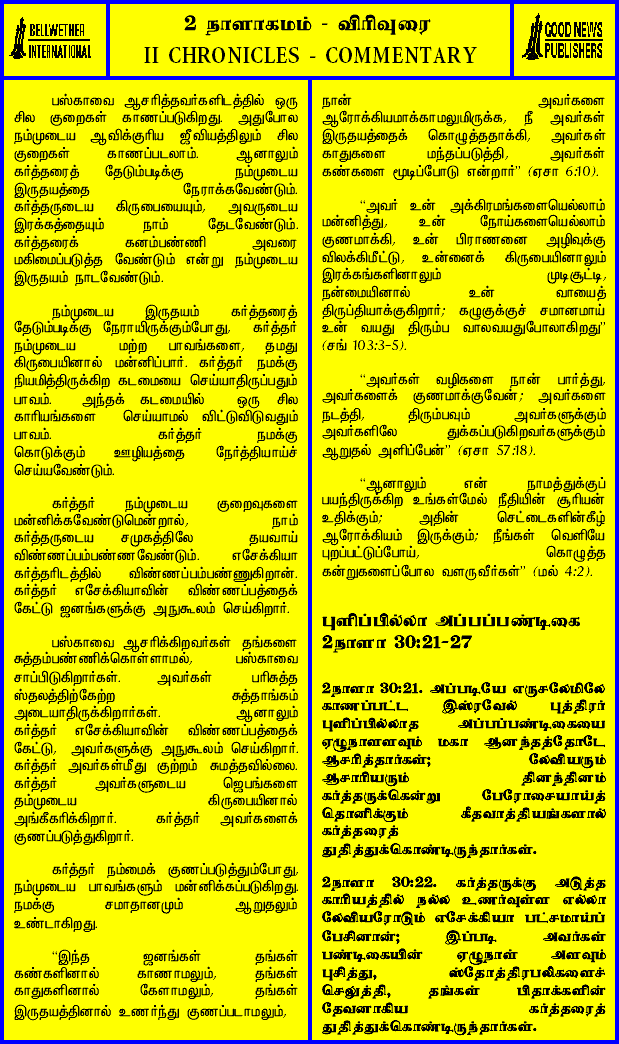 BELLWETHER
INTERNATIONAL
2 நாளாகமம் - விரிவுரை
II CHRONICLES - COMMENTARY
GOOD NEWS
PUBLISHERS
பஸ்காவை ஆசரித்தவர்களிடத்தில் ஒரு
சில குறைகள் காணப்படுகிறது. அதுபோல
நம்முடைய ஆவிக்குரிய ஜீவியத்திலும் சில
குறைகள் காணப்படலாம். ஆனாலும்
கர்த்தரைத் தேடும்படிக்கு நம்முடைய
இருதயத்தை நேராக்கவேண்டும்.
கர்த்தருடைய கிருபையையும், அவருடைய
இரக்கத்தையும் நாம் தேடவேண்டும்.
கர்த்தரைக் கனம்பண்ணி அவரை
மகிமைப்படுத்த வேண்டும் என்று நம்முடைய
இருதயம் நாடவேண்டும்.
நம்முடைய இருதயம் கர்த்தரைத்
தேடும்படிக்கு நேராயிருக்கும்போது, கர்த்தர்
நம்முடைய மற்ற பாவங்களை, தமது
கிருபையினால் மன்னிப்பார். கர்த்தர் நமக்கு
நியமித்திருக்கிற கடமையை செய்யாதிருப்பதும்
பாவம். அந்தக் கடமையில் ஒரு சில
காரியங்களை செய்யாமல் விட்டுவிடுவதும்
பாவம். கர்த்தர் நமக்கு
கொடுக்கும் ஊழியத்தை நேர்த்தியாய்ச்
செய்யவேண்டும்.
கர்த்தர் நம்முடைய குறைவுகளை
மன்னிக்கவேண்டுமென்றால், நாம்
கர்த்தருடைய சமுகத்திலே தயவாய்
விண்ணப்பம்பண்ணவேண்டும். எசேக்கியா
கர்த்தரிடத்தில் விண்ணப்பம்பண்ணுகிறான்.
கர்த்தர் எசேக்கியாவின் விண்ணப்பத்தைக்
கேட்டு ஜனங்களுக்கு அநுகூலம் செய்கிறார்.
பஸ்காவை ஆசரிக்கிறவர்கள் தங்களை
சுத்தம்பண்ணிக்கொள்ளாமல், பஸ்காவை
சாப்பிடுகிறார்கள். அவர்கள் பரிசுத்த
ஸ்தலத்திற்கேற்ற சுத்தாங்கம்
அடையாதிருக்கிறார்கள். ஆனாலும்
கர்த்தர் எசேக்கியாவின் விண்ணப்பத்தைக்
கேட்டு, அவர்களுக்கு அநுகூலம் செய்கிறார்.
கர்த்தர் அவர்கள்மீது குற்றம் சுமத்தவில்லை.
கர்த்தர் அவர்களுடைய ஜெபங்களை
தம்முடைய கிருபையினால்
அங்கீகரிக்கிறார். கர்த்தர் அவர்களைக்
குணப்படுத்துகிறார்.
கர்த்தர் நம்மைக் குணப்படுத்தும்போது,
நம்முடைய பாவங்களும் மன்னிக்கப்படுகிறது.
நமக்கு சமாதானமும் ஆறுதலும்
உண்டாகிறது.
“இந்த ஜனங்கள் தங்கள்
கண்களினால் காணாமலும், தங்கள்
காதுகளினால் கேளாமலும், தங்கள்
இருதயத்தினால் உணர்ந்து குணப்படாமலும்,
நான் அவர்களை
ஆரோக்கியமாக்காமலுமிருக்க, நீ அவர்கள்
இருதயத்தைக் கொழுத்ததாக்கி, அவர்கள்
காதுகளை மந்தப்படுத்தி, அவர்கள்
கண்களை மூடிப்போடு என்றார்” (ஏசா 6:10).
“அவர் உன் அக்கிரமங்களையெல்லாம்
மன்னித்து, உன் நோய்களையெல்லாம்
குணமாக்கி, உன் பிராணனை அழிவுக்கு
விலக்கிமீட்டு, உன்னைக் கிருபையினாலும்
இரக்கங்களினாலும் முடிசூட்டி,
நன்மையினால் உன் வாயைத்
திருப்தியாக்குகிறார்; கழுகுக்குச் சமானமாய்
உன் வயது திரும்ப வாலவயதுபோலாகிறது”
(சங் 103:3-5).
“அவர்கள் வழிகளை நான் பார்த்து,
அவர்களைக் குணமாக்குவேன்; அவர்களை
நடத்தி, திரும்பவும் அவர்களுக்கும்
அவர்களிலே துக்கப்படுகிறவர்களுக்கும்
ஆறுதல் அளிப்பேன்” (ஏசா 57:18).
“ஆனாலும் என் நாமத்துக்குப்
பயந்திருக்கிற உங்கள்மேல் நீதியின் சூரியன்
உதிக்கும்; அதின் செட்டைகளின்கீழ்
ஆரோக்கியம் இருக்கும்; நீங்கள் வெளியே
புறப்பட்டுப்போய், கொழுத்த
கன்றுகளைப்போல வளருவீர்கள்” (மல் 4:2).
புளிப்பில்லா அப்பப்பண்டிகை
2நாளா 30:21-27
2நாளா 30:21. அப்படியே எருசலேமிலே
காணப்பட்ட இஸ்ரவேல் புத்திரர்
புளிப்பில்லாத அப்பப்பண்டிகையை
ஏழுநாளளவும் மகா ஆனந்தத்தோடே
ஆசரித்தார்கள்; லேவியரும்
ஆசாரியரும் தினந்தினம்
கர்த்தருக்கென்று பேரோசையாய்த்
தொனிக்கும் கீதவாத்தியங்களால்
கர்த்தரைத்
துதித்துக்கொண்டிருந்தார்கள்.
2நாளா 30:22. கர்த்தருக்கு அடுத்த
காரியத்தில் நல்ல உணர்வுள்ள எல்லா
லேவியரோடும் எசேக்கியா பட்சமாய்ப்
பேசினான்; இப்படி அவர்கள்
பண்டிகையின் ஏழுநாள் அளவும்
புசித்து, ஸ்தோத்திரபலிகளைச்
செலுத்தி, தங்கள் பிதாக்களின்
தேவனாகிய கர்த்தரைத்
துதித்துக்கொண்டிருந்தார்கள்.